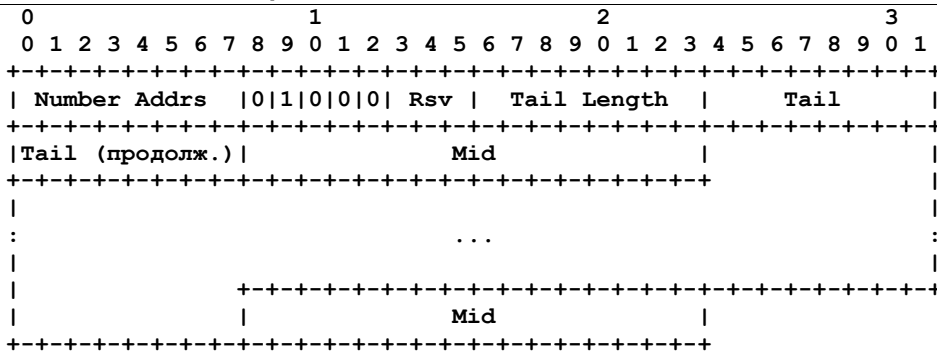 0                   1                   2                   3
 0 1 2 3 4 5 6 7 8 9 0 1 2 3 4 5 6 7 8 9 0 1 2 3 4 5 6 7 8 9 0 1
+-+-+-+-+-+-+-+-+-+-+-+-+-+-+-+-+-+-+-+-+-+-+-+-+-+-+-+-+-+-+-+-+
| Number Addrs  |0|1|0|0|0| Rsv |  Tail Length  |     Tail      |
+-+-+-+-+-+-+-+-+-+-+-+-+-+-+-+-+-+-+-+-+-+-+-+-+-+-+-+-+-+-+-+-+
|Tail (продолж.)|              Mid              |               |
+-+-+-+-+-+-+-+-+-+-+-+-+-+-+-+-+-+-+-+-+-+-+-+-+               |
|                                                               |
:                              ...                              :
|                                                               |
|               +-+-+-+-+-+-+-+-+-+-+-+-+-+-+-+-+-+-+-+-+-+-+-+-+
|               |              Mid              |
+-+-+-+-+-+-+-+-+-+-+-+-+-+-+-+-+-+-+-+-+-+-+-+-+